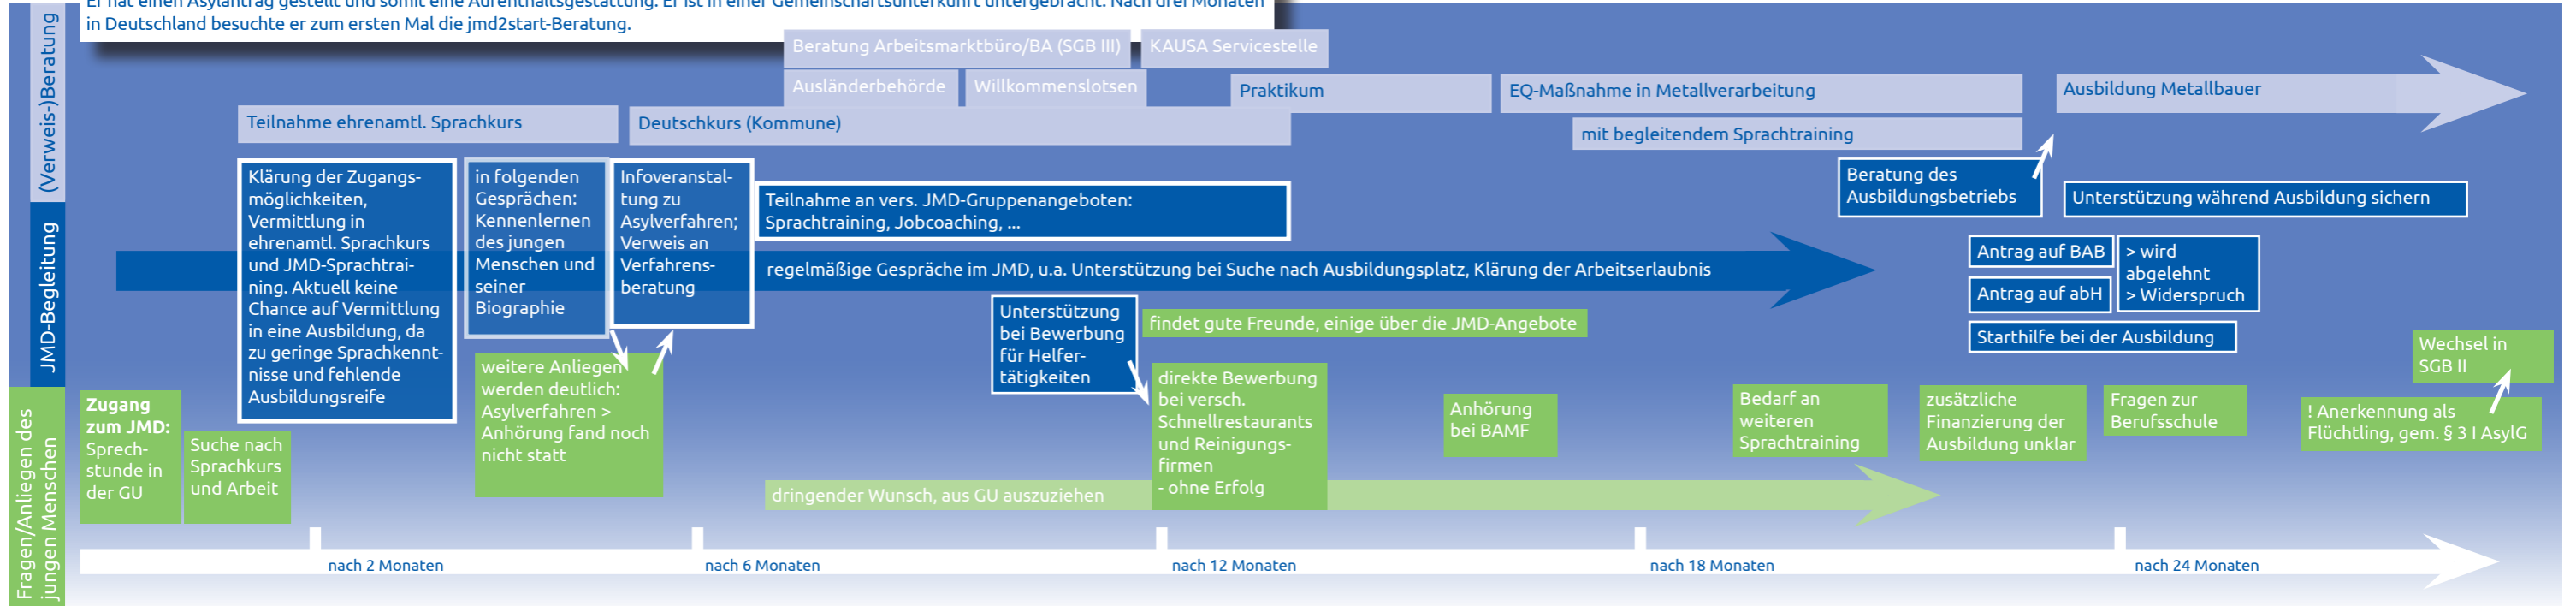 Er hat einen Asylantrag gestellt und somit eine Aufenthaltsgestattung. Er ist in einer Gemeinschaftsunterkunft untergebracht. Nach drei Monaten
in Deutschland besuchte er zum ersten Mal die jmd2start-Beratung.
(Verweis-)Beratung
Beratung Arbeitsmarktbüro/BA (SGB III)
KAUSA Servicestelle
Ausländerbehörde
Willkommenslotsen
Praktikum
EQ-Maßnahme in Metallverarbeitung
Ausbildung Metallbauer
Teilnahme ehrenamtl. Sprachkurs
Deutschkurs (Kommune)
mit begleitendem Sprachtraining
JMD-Begleitung
Klärung der Zugangs-
möglichkeiten,
Vermittlung in
ehrenamtl. Sprachkurs
und JMD-Sprachtrai-
ning. Aktuell keine
Chance auf Vermittlung
in eine Ausbildung, da
zu geringe Sprachkennt-
nisse und fehlende
Ausbildungsreife
in folgenden
Gesprächen:
Kennenlernen
des jungen
Menschen und
seiner
Biographie
Infoveranstal-
tung zu
Asylverfahren;
Verweis an
Verfahrens-
beratung
Teilnahme an vers. JMD-Gruppenangeboten:
Sprachtraining, Jobcoaching, ...
Beratung des
Ausbildungsbetriebs
Unterstützung während Ausbildung sichern
regelmäßige Gespräche im JMD, u.a. Unterstützung bei Suche nach Ausbildungsplatz, Klärung der Arbeitserlaubnis
Antrag auf BAB
Antrag auf abH
> wird
abgelehnt
> Widerspruch
Starthilfe bei der Ausbildung
Unterstützung
bei Bewerbung
für Helfer-
tätigkeiten
Fragen/Anliegen des
jungen Menschen
findet gute Freunde, einige über die JMD-Angebote
Zugang
zum JMD:
Sprech-
stunde in
der GU
Suche nach
Sprachkurs
und Arbeit
weitere Anliegen
werden deutlich:
Asylverfahren >
Anhörung fand noch
nicht statt
direkte Bewerbung
bei versch.
Schnellrestaurants
und Reinigungs-
firmen
- ohne Erfolg
Anhörung
bei BAMF
Bedarf an
weiteren
Sprachtraining
zusätzliche
Finanzierung der
Ausbildung unklar
Fragen zur
Berufsschule
Wechsel in
SGB II
! Anerkennung als
Flüchtling, gem. § 3 I AsylG
dringender Wunsch, aus GU auszuziehen
nach 2 Monaten
nach 6 Monaten
nach 12 Monaten
nach 18 Monaten
nach 24 Monaten